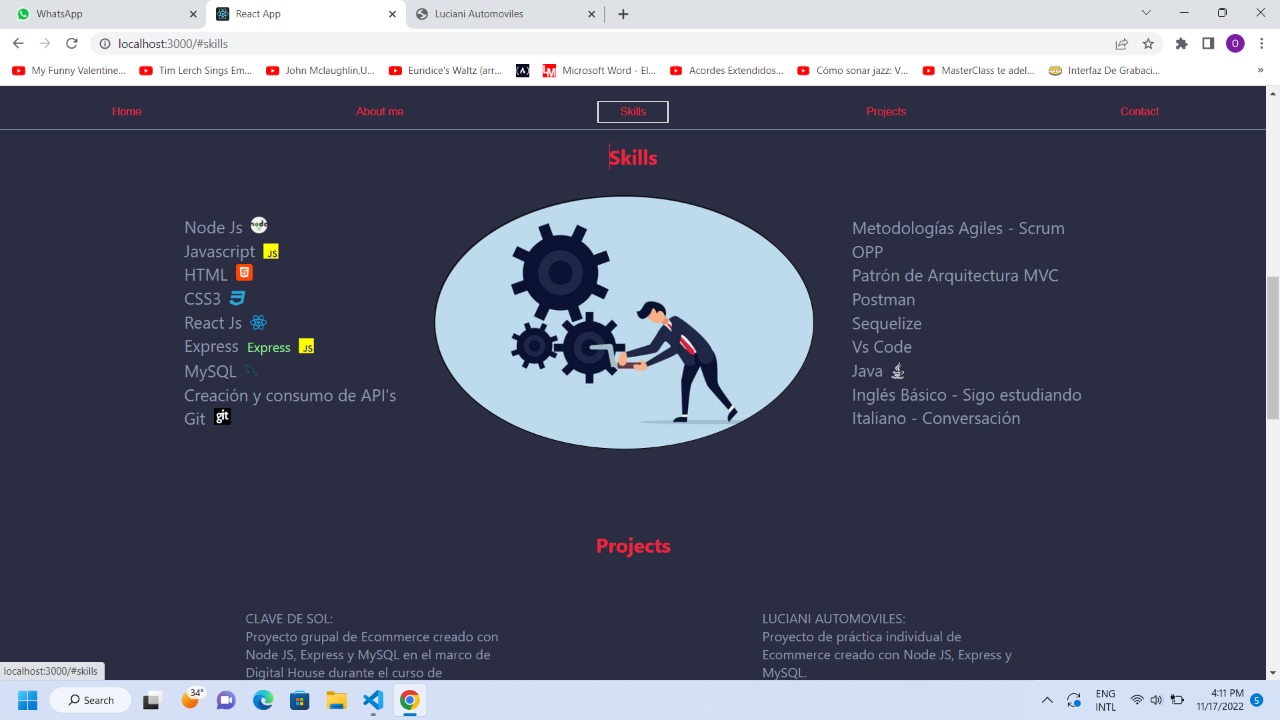 WhatsApp
React App
Luciani Automoviles
localhost:3000/#skills
O
My Funny Valentine...
Tim Lerch Sings Em...
John Mclaughlin,U...
Euridice's Waltz (arr...
(A)
Microsoft Word - El...
Acordes Extendidos...
Cómo sonar jazz: V...
MasterClass te adel...
Interfaz De Grabaci...
»
Home
About me
Skills
Projects
Contact
Skills
Node Js node
Javascript JS
HTML 5
CSS3 3
React Js
Express Express JS
MySQL
Creación y consumo de API's
Git git
Metodologías Agiles - Scrum
OPP
Patrón de Arquitectura MVC
Postman
Sequelize
Vs Code
Java
Inglés Básico - Sigo estudiando
Italiano - Conversación
Projects
CLAVE DE SOL:
Proyecto grupal de Ecommerce creado con
Node JS, Express y MySQL en el marco de
Digital House durante el curso de
LUCIANI AUTOMOVILES:
Proyecto de práctica individual de
Ecommerce creado con Node JS, Express y
MySQL.
localhost:3000/#skills
Search
34°
ENG
INTL
4:11 PM
11/17/2022
5